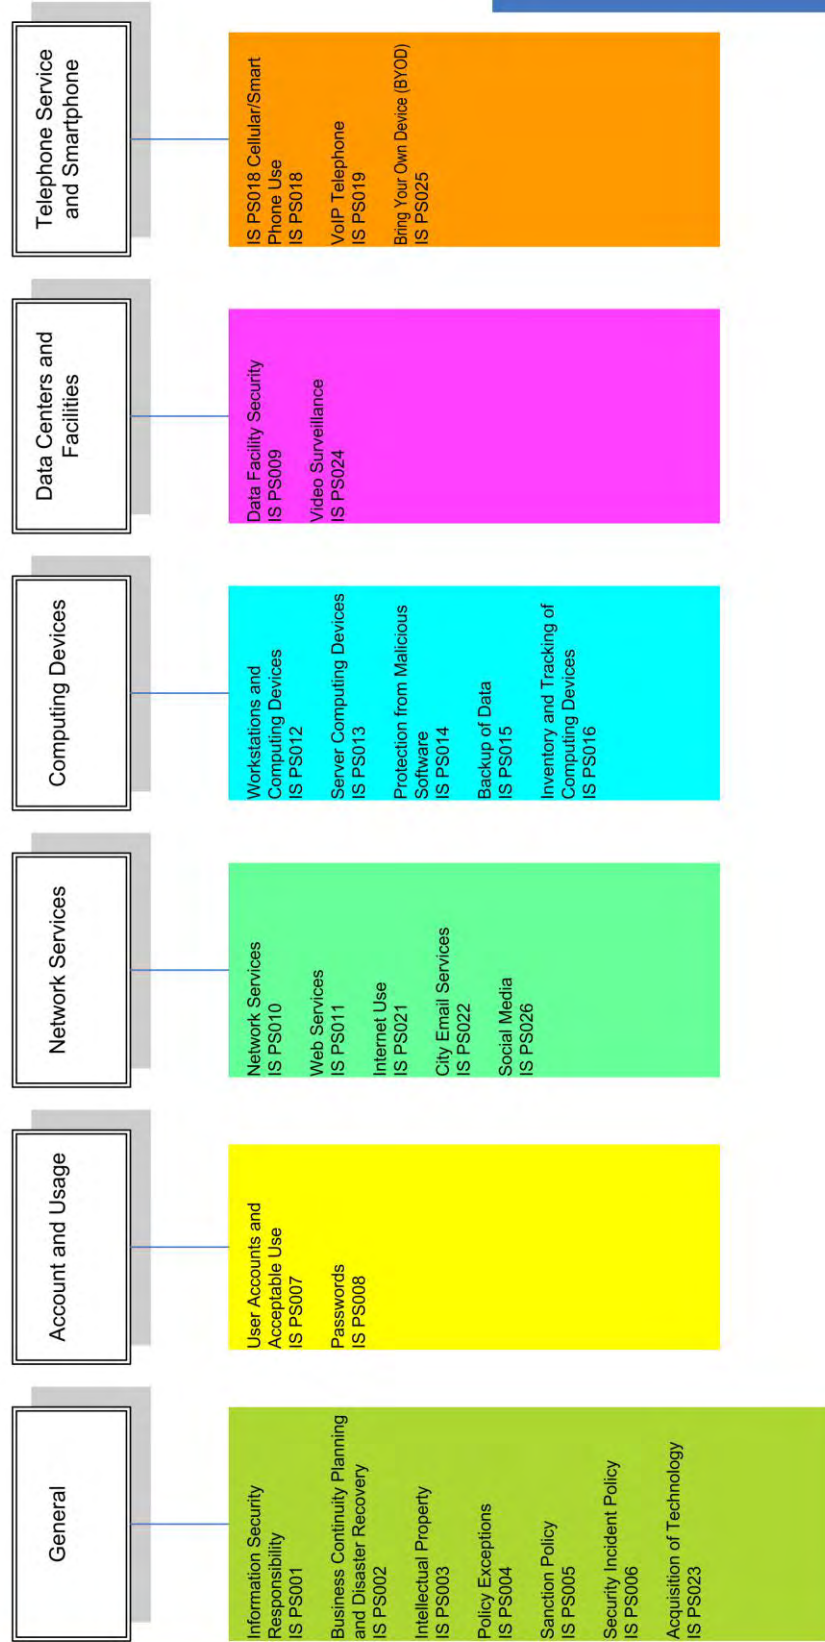 General
Information Security
Responsibility
IS PS001
Business Continuity Planning
and Disaster Recovery
IS PS002
Intellectual Property
IS PS003
Policy Exceptions
IS PS004
Sanction Policy
IS PS005
Security Incident Policy
IS PS006
Acquisition of Technology
IS PS023
Account and Usage
User Accounts and
Acceptable Use
IS PS007
Passwords
IS PS008
Network Services
Network Services
IS PS010
Web Services
IS PS011
Internet Use
IS PS021
City Email Services
IS PS022
Social Media
IS PS026
Computing Devices
Workstations and
Computing Devices
IS PS012
Server Computing Devices
IS PS013
Protection from Malicious
Software
IS PS014
Backup of Data
IS PS015
Inventory and Tracking of
Computing Devices
IS PS016
Data Centers and
Facilities
Data Facility Security
IS PS009
Video Surveillance
IS PS024
Telephone Service
and Smartphone
IS PS018 Cellular/Smart
Phone Use
IS PS018
VoIP Telephone
IS PS019
Bring Your Own Device (BYOD)
IS PS025